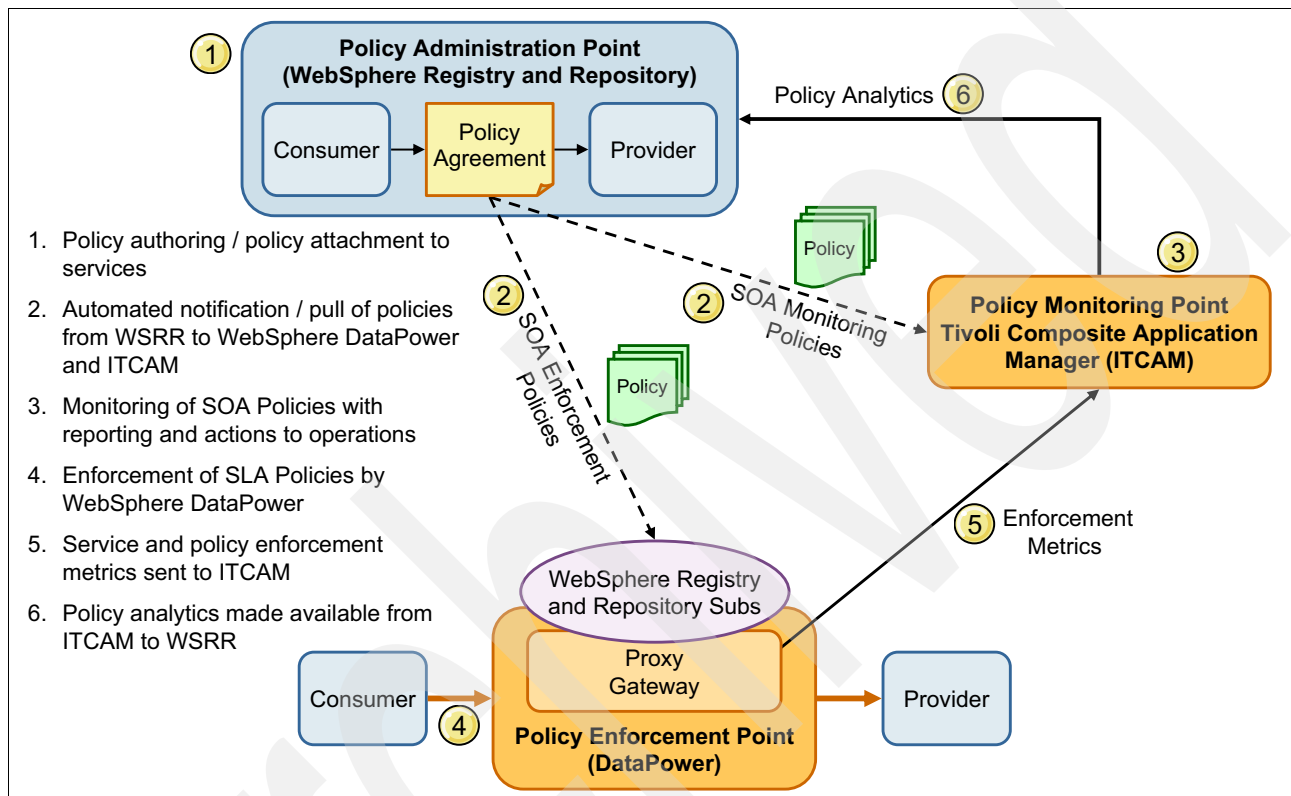 1
Policy Administration Point
(WebSphere Registry and Repository)
Consumer
Policy
Agreement
Provider
Policy Analytics 6
1. Policy authoring / policy attachment to
services
2. Automated notification / pull of policies
from WSRR to WebSphere DataPower
and ITCAM
3. Monitoring of SOA Policies with
reporting and actions to operations
4. Enforcement of SLA Policies by
WebSphere DataPower
5. Service and policy enforcement
metrics sent to ITCAM
6. Policy analytics made available from
ITCAM to WSRR
2
SOA Enforcement
Policies
Policy
2
SOA Monitoring
Policies
Policy
3
Policy Monitoring Point
Tivoli Composite Application
Manager (ITCAM)
5
Enforcement
Metrics
WebSphere Registry
and Repository Subs
Proxy
Gateway
Policy Enforcement Point
(DataPower)
Consumer
4
Provider
Archived